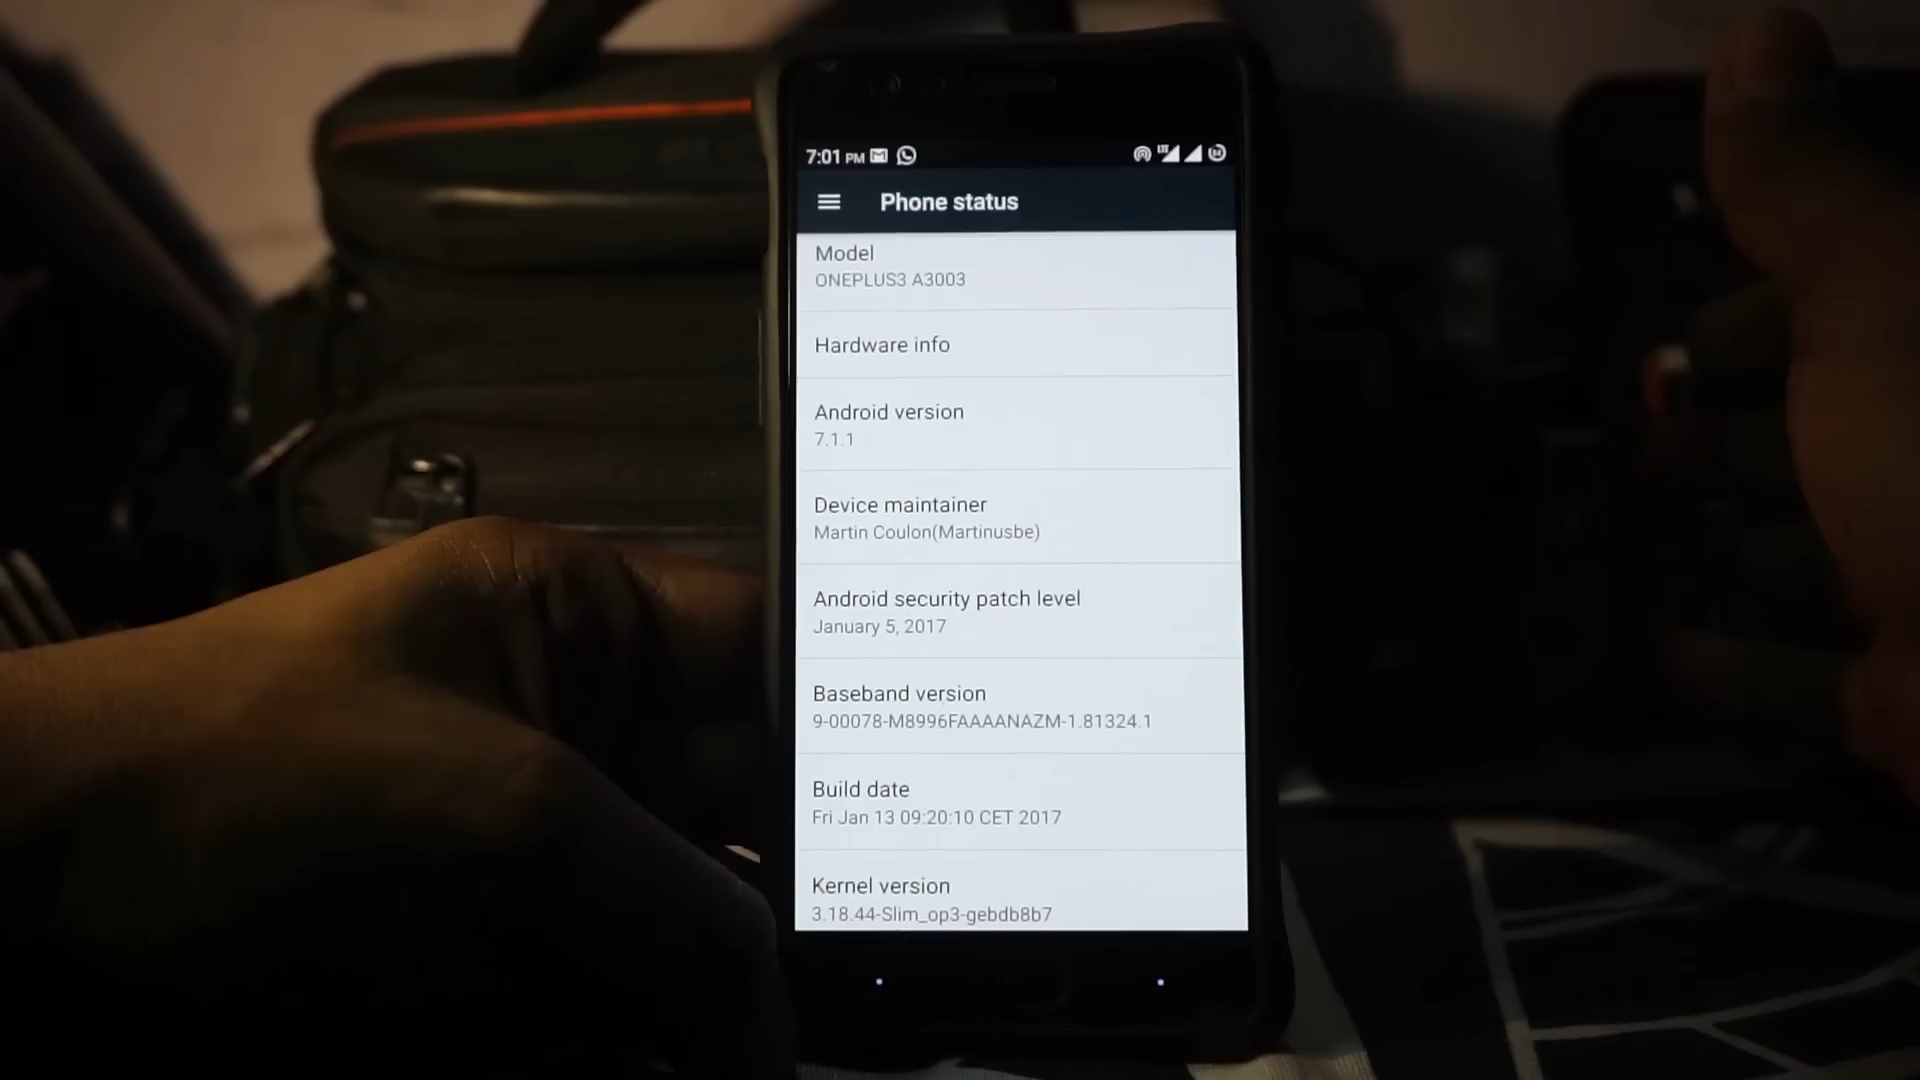 7:01 PM
Phone status
Model
ONEPLUS3 A3003
Hardware info
Android version
7.1.1
Device maintainer
Martin Coulon(Martinusbe)
Android security patch level
January 5, 2017
Baseband version
9-00078-M8996FAAAANAZM-1.81324.1
Build date
Fri Jan 13 09:20:10 CET 2017
Kernel version
3.18.44-Slim_op3-gebdb8b7